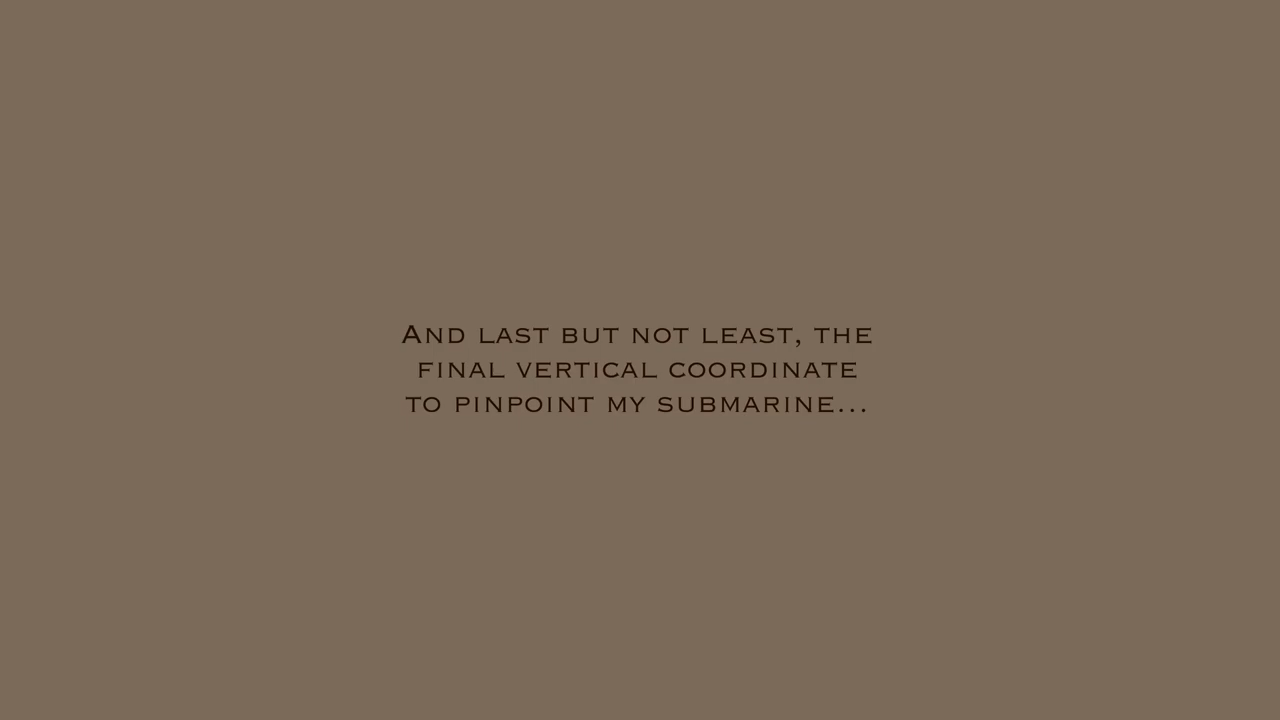 And last but not least, the
final vertical coordinate
to pinpoint my submarine...